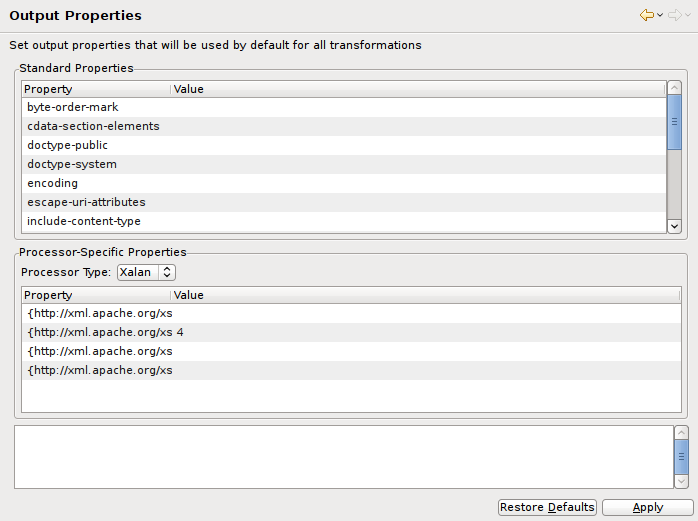 Output Properties
Set output properties that will be used by default for all transformations
Standard Properties
Property Value
byte-order-mark
cdata-section-elements
doctype-public
doctype-system
encoding
escape-uri-attributes
include-content-type
Processor-Specific Properties
Processor Type: Xalan
Property Value
{http://xml.apache.org/xs
{http://xml.apache.org/xs 4
{http://xml.apache.org/xs
{http://xml.apache.org/xs
Restore Defaults Apply